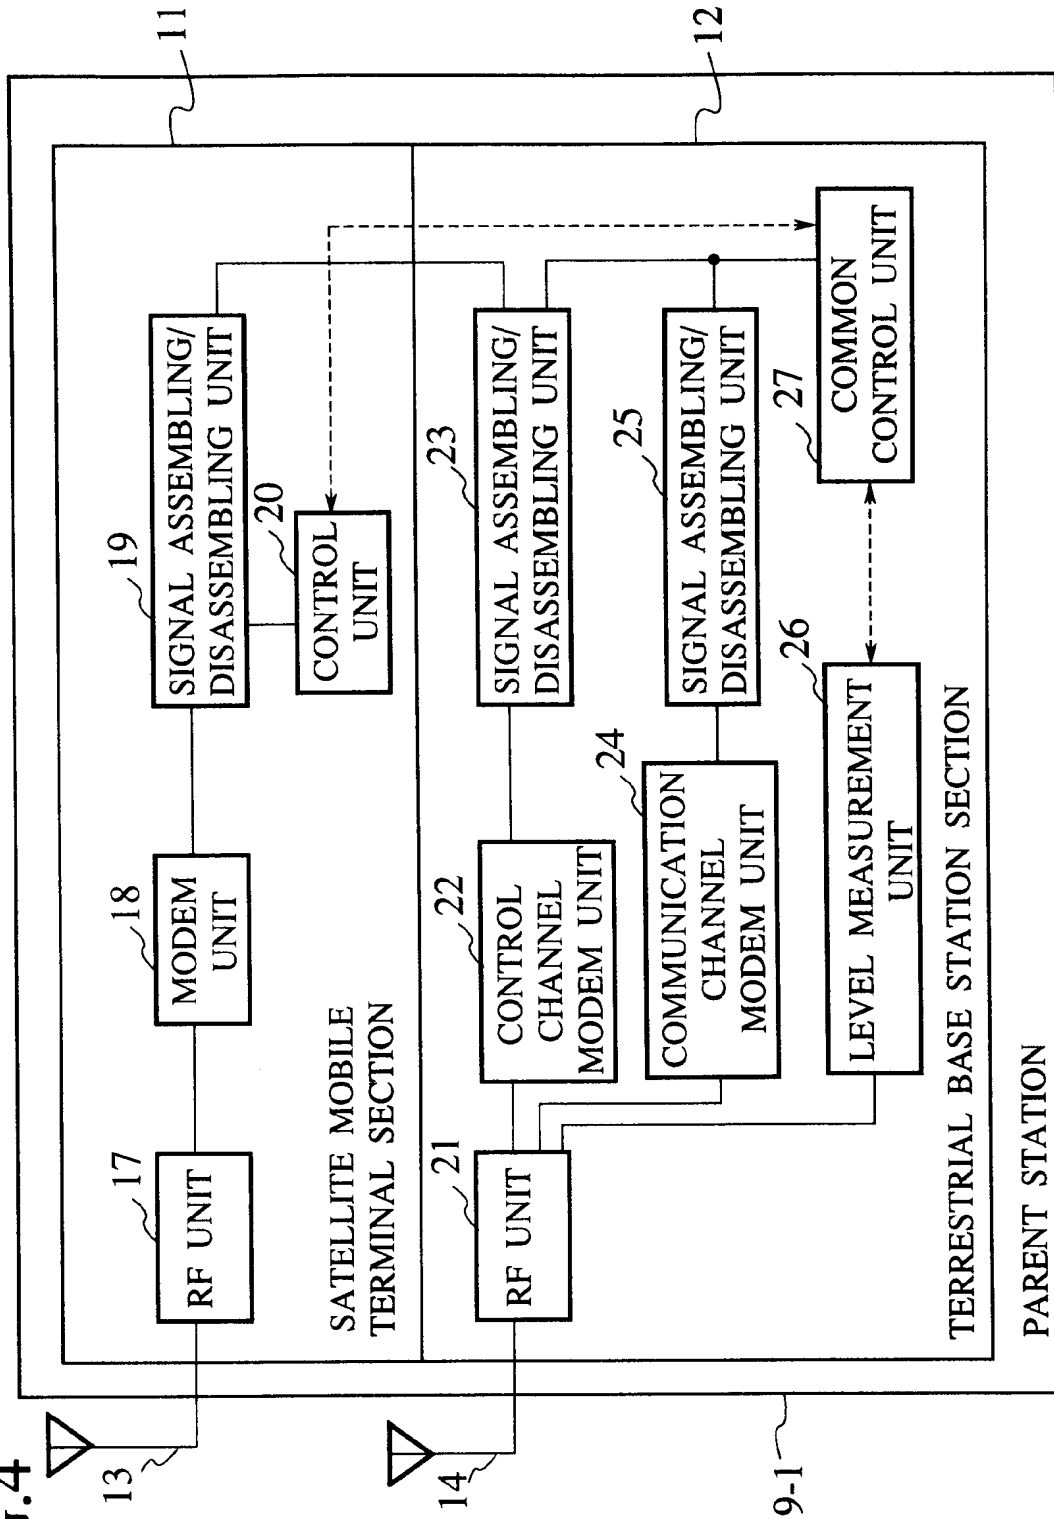 .4
11
12
13
14
9-1
17
RF UNIT
18
MODEM
UNIT
19
SIGNAL ASSEMBLING/
DISASSEMBLING UNIT
20
CONTROL
UNIT
SATELLITE MOBILE
TERMINAL SECTION
21
RF UNIT
22
CONTROL
CHANNEL
MODEM UNIT
23
SIGNAL ASSEMBLING/
DISASSEMBLING UNIT
24
COMMUNICATION
CHANNEL
MODEM UNIT
25
SIGNAL ASSEMBLING/
DISASSEMBLING UNIT
26
LEVEL MEASUREMENT
UNIT
27
COMMON
CONTROL UNIT
TERRESTRIAL BASE STATION SECTION
PARENT STATION